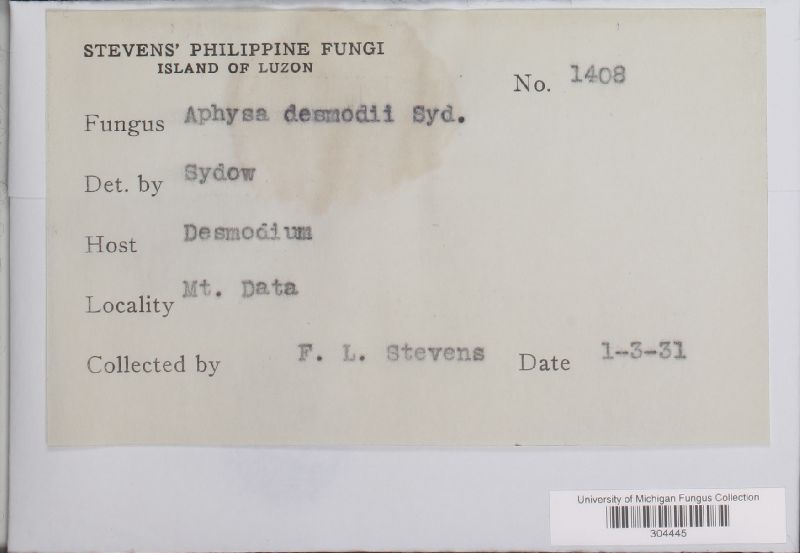 STEVENS' PHILIPPINE FUNGI
ISLAND OF LUZON
No. 1408
Fungus Aphysa desmodii Syd.
Det. by Sydow
Host Desmodium
Locality Mt. Data
Collected by F. L. Stevens Date 1-3-31
University of Michigan Fungus Collection
304445